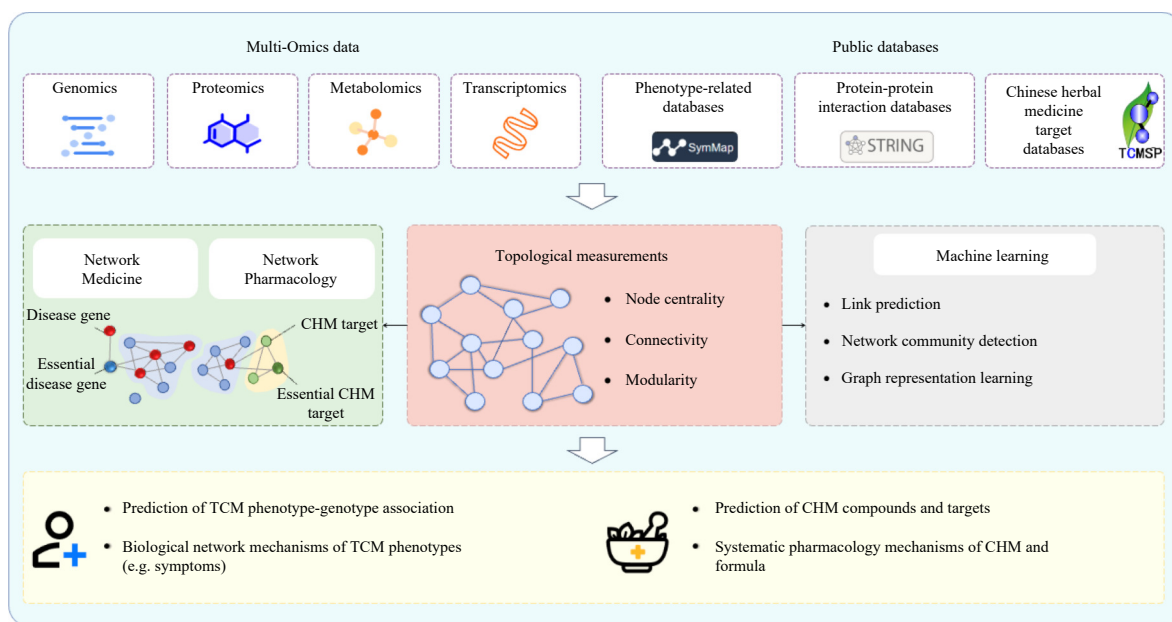 Multi-Omics data
Public databases
Genomics
Proteomics
Metabolomics
Transcriptomics
Phenotype-related
databases
SymMap
Protein-protein
interaction databases
STRING
Chinese herbal
medicine
target
databases
TCMSP
Network
Medicine
Network
Pharmacology
Disease gene
Essential
disease gene
CHM target
Essential CHM
target
Topological measurements
• Node centrality
• Connectivity
• Modularity
Machine learning
• Link prediction
• Network community detection
• Graph representation learning
• Prediction of TCM phenotype-genotype association
• Biological network mechanisms of TCM phenotypes
(e.g. symptoms)
• Prediction of CHM compounds and targets
• Systematic pharmacology mechanisms of CHM and
formula